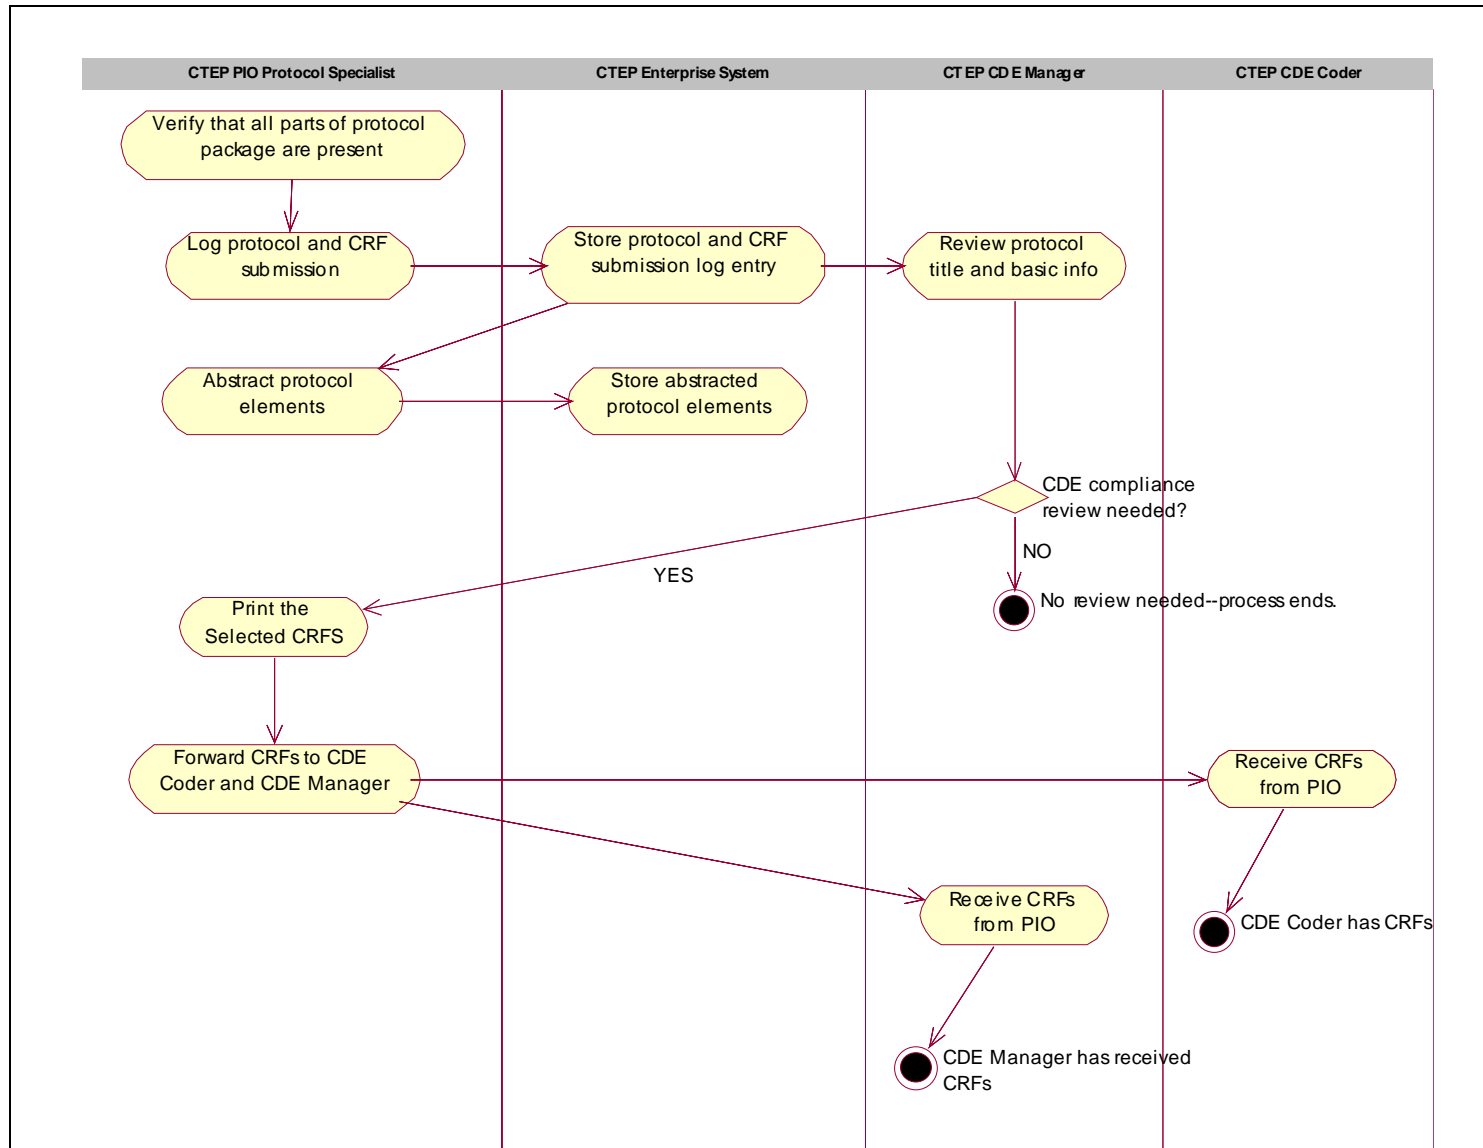 CTEP PIO Protocol Specialist
CTEP Enterprise System
CTEP CDE Manager
CTEP CDE Coder
Verify that all parts of protocol
package are present
Log protocol and CRF
submission
Store protocol and CRF
submission log entry
Review protocol
title and basic info
Abstract protocol
elements
Store abstracted
protocol elements
CDE compliance
review needed?
NO
YES
No review needed--process ends.
Print the
Selected CRFS
Forward CRFs to CDE
Coder and CDE Manager
Receive CRFs
from PIO
Receive CRFs
from PIO
CDE Coder has CRFs
CDE Manager has received
CRFs